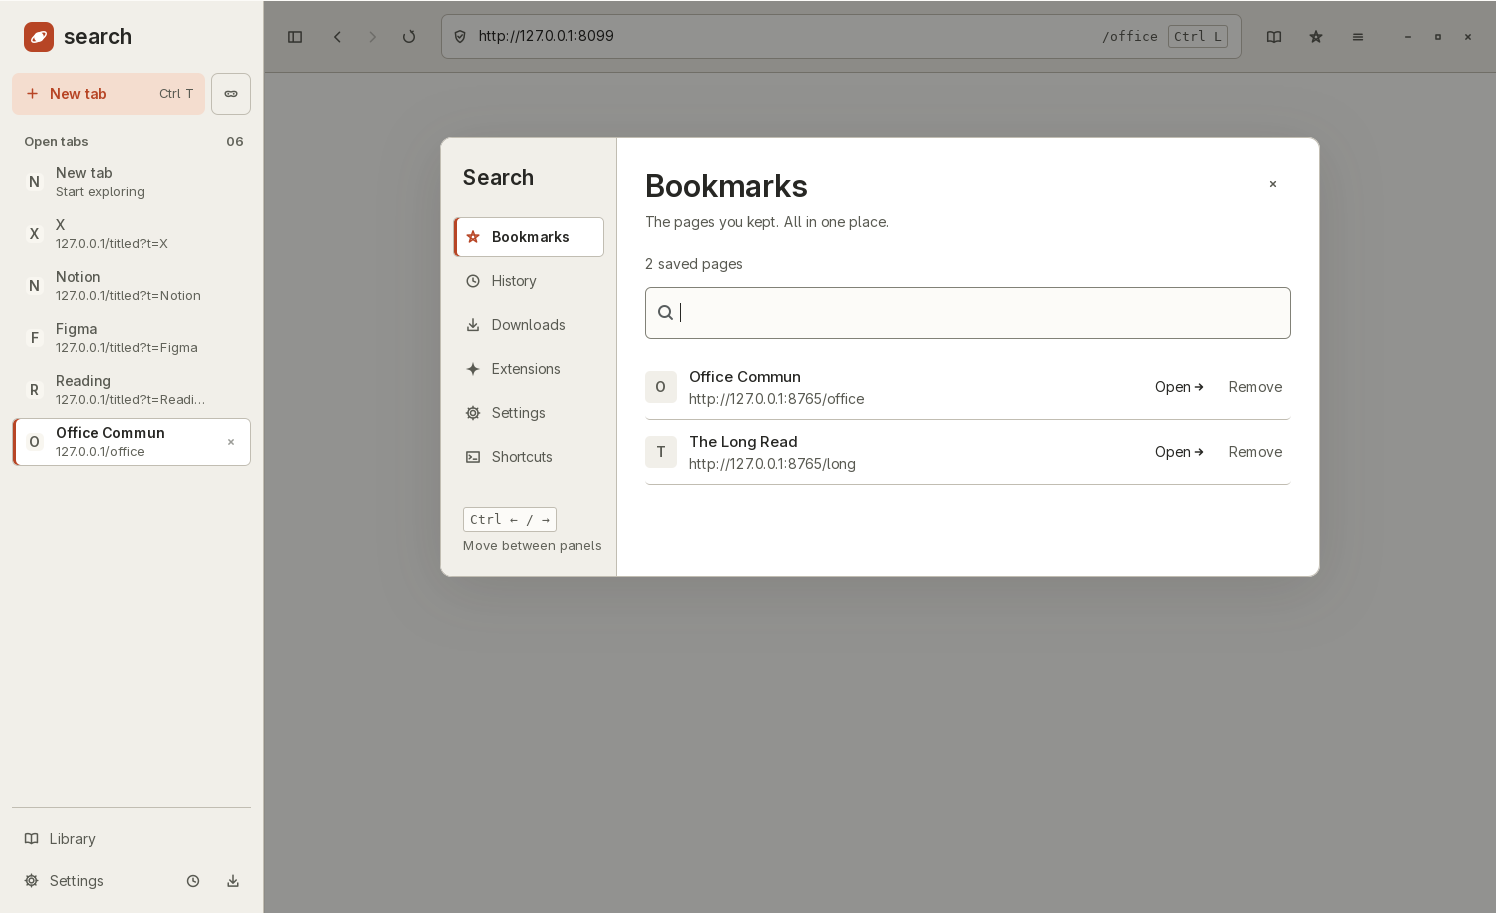 search
New tab Ctrl T
Open tabs 06
N New tab
Start exploring
X X
127.0.0.1/titled?t=X
N Notion
127.0.0.1/titled?t=Notion
F Figma
127.0.0.1/titled?t=Figma
R Reading
127.0.0.1/titled?t=Readi…
O Office Commun
127.0.0.1/office
Library
Settings
http://127.0.0.1:8099 /office Ctrl L
Search
Bookmarks
History
Downloads
Extensions
Settings
Shortcuts
Ctrl ← / →
Move between panels
Bookmarks
The pages you kept. All in one place.
2 saved pages
O Office Commun
http://127.0.0.1:8765/office
Open → Remove
T The Long Read
http://127.0.0.1:8765/long
Open → Remove